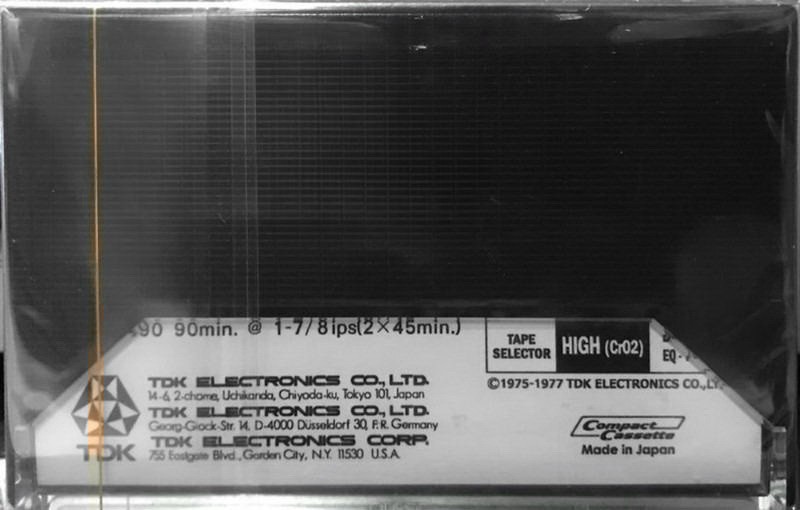 90 90min. @ 1-7/8ips(2×45min.)
TAPE
SELECTOR
HIGH (CrO2)
EQ-
©1975-1977 TDK ELECTRONICS CO.,LT
TDK ELECTRONICS CO., LTD.
14-6, 2-chome, Uchikanda, Chiyoda-ku, Tokyo 101, Japan
TDK ELECTRONICS CO., LTD.
Georg-Glock-Str. 14, D-4000 Düsseldorf 30, F.R. Germany
TDK ELECTRONICS CORP.
755 Eastgate Blvd., Garden City, N.Y. 11530 U.S.A.
TDK
Compact
Cassette
Made in Japan